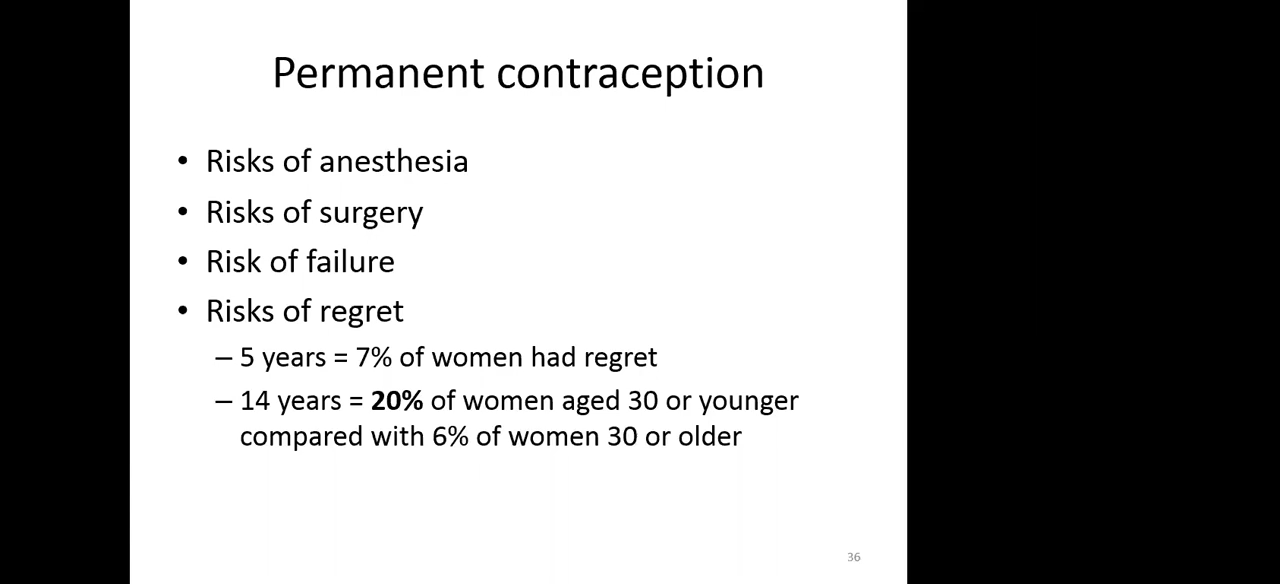 Permanent contraception
• Risks of anesthesia
• Risks of surgery
• Risk of failure
• Risks of regret
– 5 years = 7% of women had regret
– 14 years = 20% of women aged 30 or younger
compared with 6% of women 30 or older
36